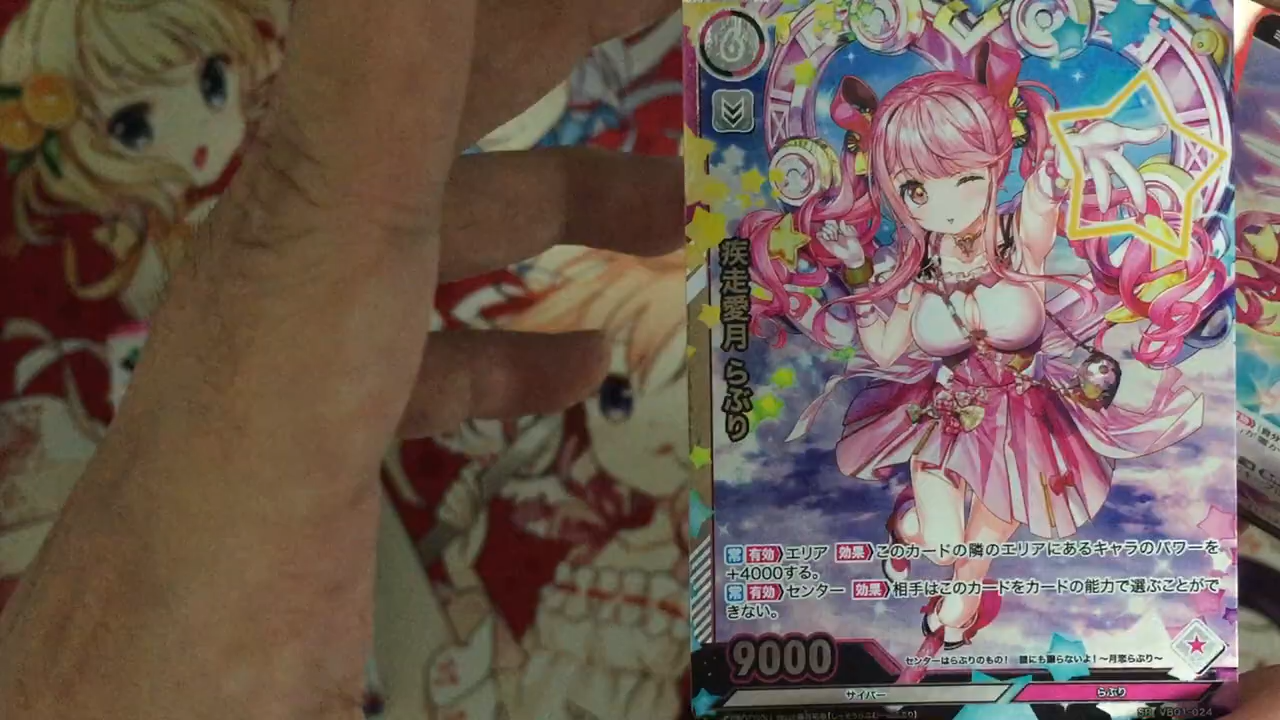 疾走愛月 らぶり
常 有効 エリア 効果 このカードの隣のエリアにあるキャラのパワーを
+4000する。
常 有効 センター 効果 相手はこのカードをカードの能力で選ぶことがで
きない。
9000
センターはらぶりのもの! 誰にも譲らないよ!~月恋らぶり~
サイバー
らぶり
SR VBG1-024